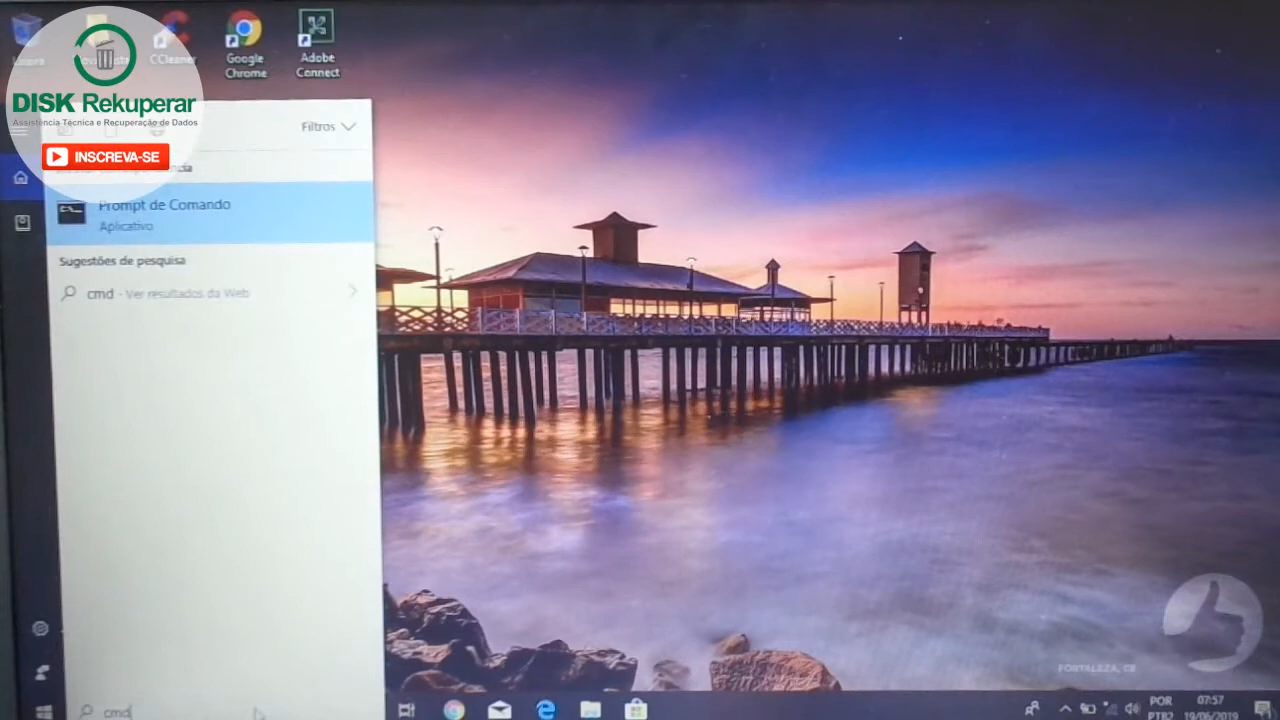 CCleaner
Google
Chrome
Adobe
Connect
DISK Rekuperar
Assistência Técnica e Recuperação de Dados
INSCREVA-SE
Filtros
Prompt de Comando
Aplicativo
Sugestões de pesquisa
cmd - Ver resultados da Web
FORTALEZA, CE
cmd
POR
PTB2
07:57
19/06/2019